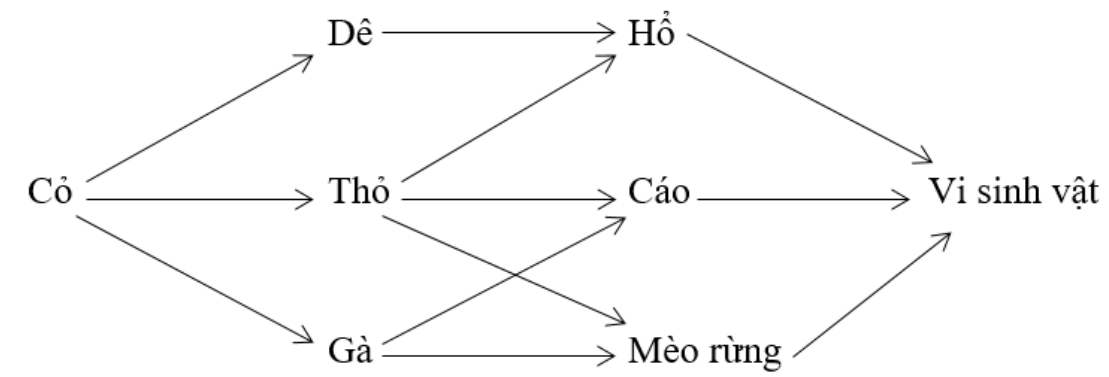 Dê Hổ
Cỏ Thỏ Cáo Vi sinh vật
Gà Mèo rừng